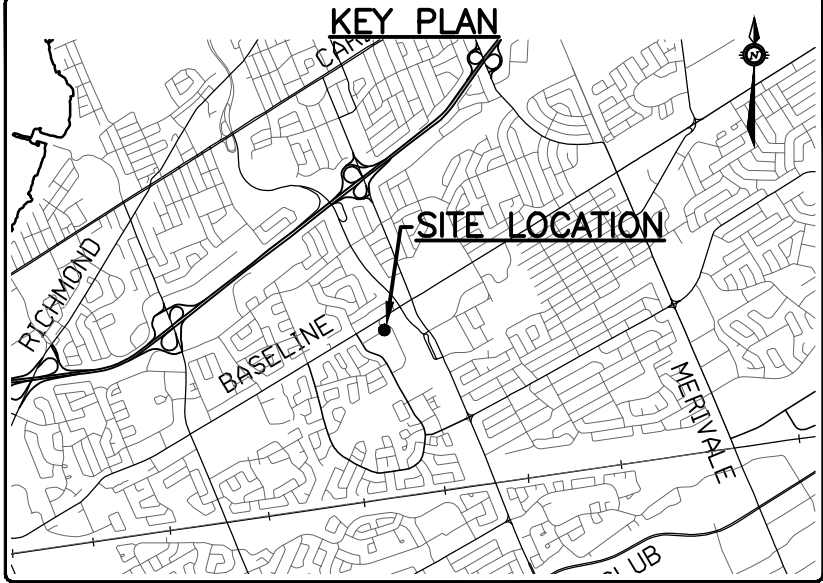 KEY PLAN
N
SITE LOCATION
RICHMOND
BASELINE
MERIVALE